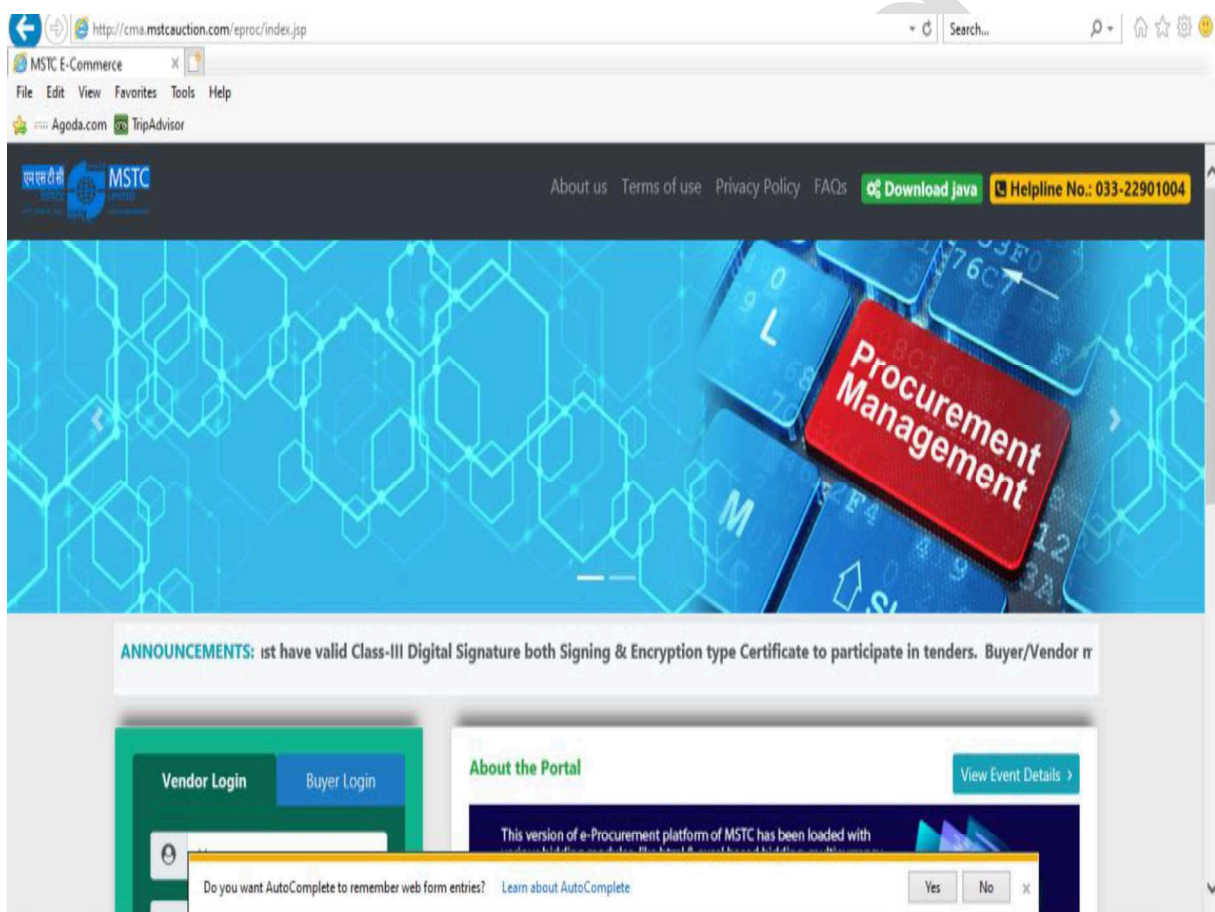 http://cma.mstcauction.com/eproc/index.jsp
Search...
MSTC E-Commerce
File Edit View Favorites Tools Help
Agoda.com TripAdvisor
एम एस टी सी MSTC
About us Terms of use Privacy Policy FAQs Download java Helpline No.: 033-22901004
L
Procurement
Management
M
ANNOUNCEMENTS: ist have valid Class-III Digital Signature both Signing & Encryption type Certificate to participate in tenders. Buyer/Vendor
Vendor Login Buyer Login
About the Portal
View Event Details >
This version of e-Procurement platform of MSTC has been loaded with
Do you want AutoComplete to remember web form entries? Learn about AutoComplete Yes No x